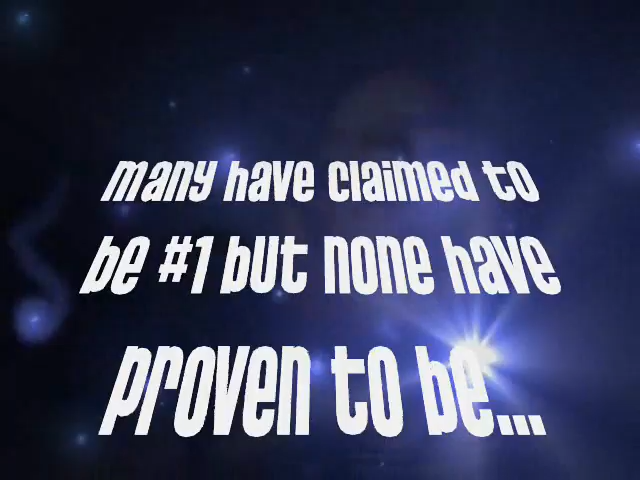 many have claimed to
be #1 but none have
proven to be...